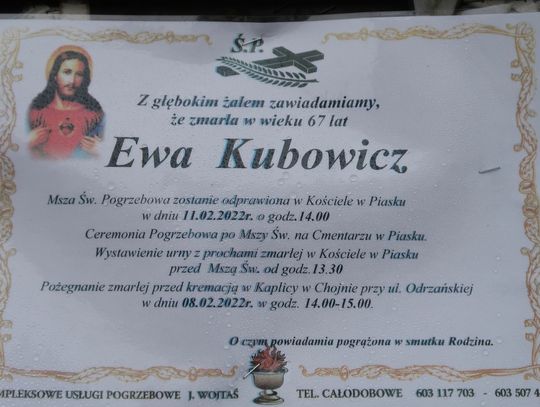 Ś.P.
Z głębokim żalem zawiadamiamy,
że zmarła w wieku 67 lat
Ewa Kubowicz
Msza Św. Pogrzebowa zostanie odprawiona w Kościele w Piasku
w dniu 11.02.2022r. o godz.14.00
Ceremonia Pogrzebowa po Mszy Św. na Cmentarzu w Piasku.
Wystawienie urny z prochami zmarłej w Kościele w Piasku
przed Mszą Św. od godz.13.30
Pożegnanie zmarłej przed kremacją w Kaplicy w Chojnie przy ul. Odrzańskiej
w dniu 08.02.2022r. w godz. 14.00-15.00.
O czym powiadamia pogrążona w smutku Rodzina.
MPLEKSOWE USŁUGI POGRZEBOWE J. WOJTAŚ TEL. CAŁODOBOWE 603 117 703 - 603 507 4